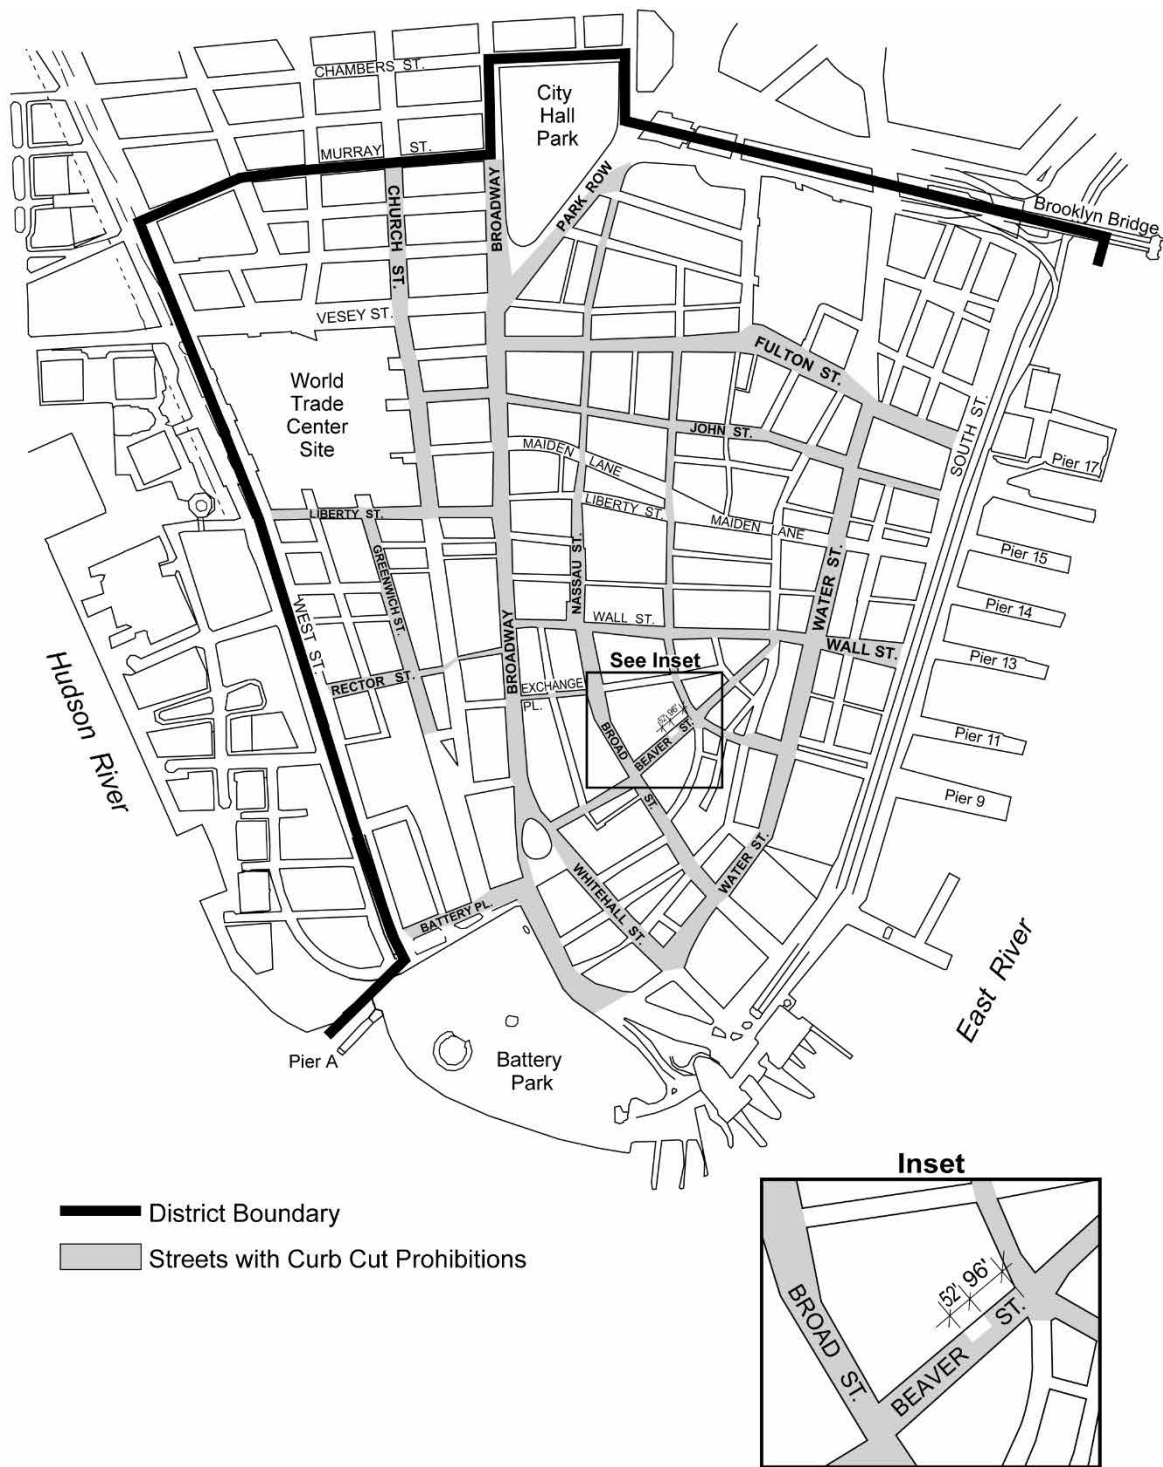 CHAMBERS ST.
City
Hall
Park
MURRAY ST.
CHURCH ST.
BROADWAY
PARK ROW
Brooklyn Bridge
VESEY ST.
FULTON ST.
World
Trade
Center
Site
SOUTH ST.
JOHN ST.
MAIDEN LANE
Pier 17
LIBERTY ST.
LIBERTY ST.
MAIDEN LANE
NASSAU ST.
GREENWICH ST.
WATER ST.
Pier 15
WEST ST.
Pier 14
WALL ST.
BROADWAY
WALL ST.
Pier 13
See Inset
Hudson River
RECTOR ST.
EXCHANGE
PL.
52' 96'
BROAD ST.
BEAVER ST.
Pier 11
Pier 9
WATER ST.
WHITEHALL ST.
BATTERY PL.
East River
Pier A
Battery
Park
Inset
District Boundary
Streets with Curb Cut Prohibitions
52' 96'
BROAD ST.
BEAVER ST.